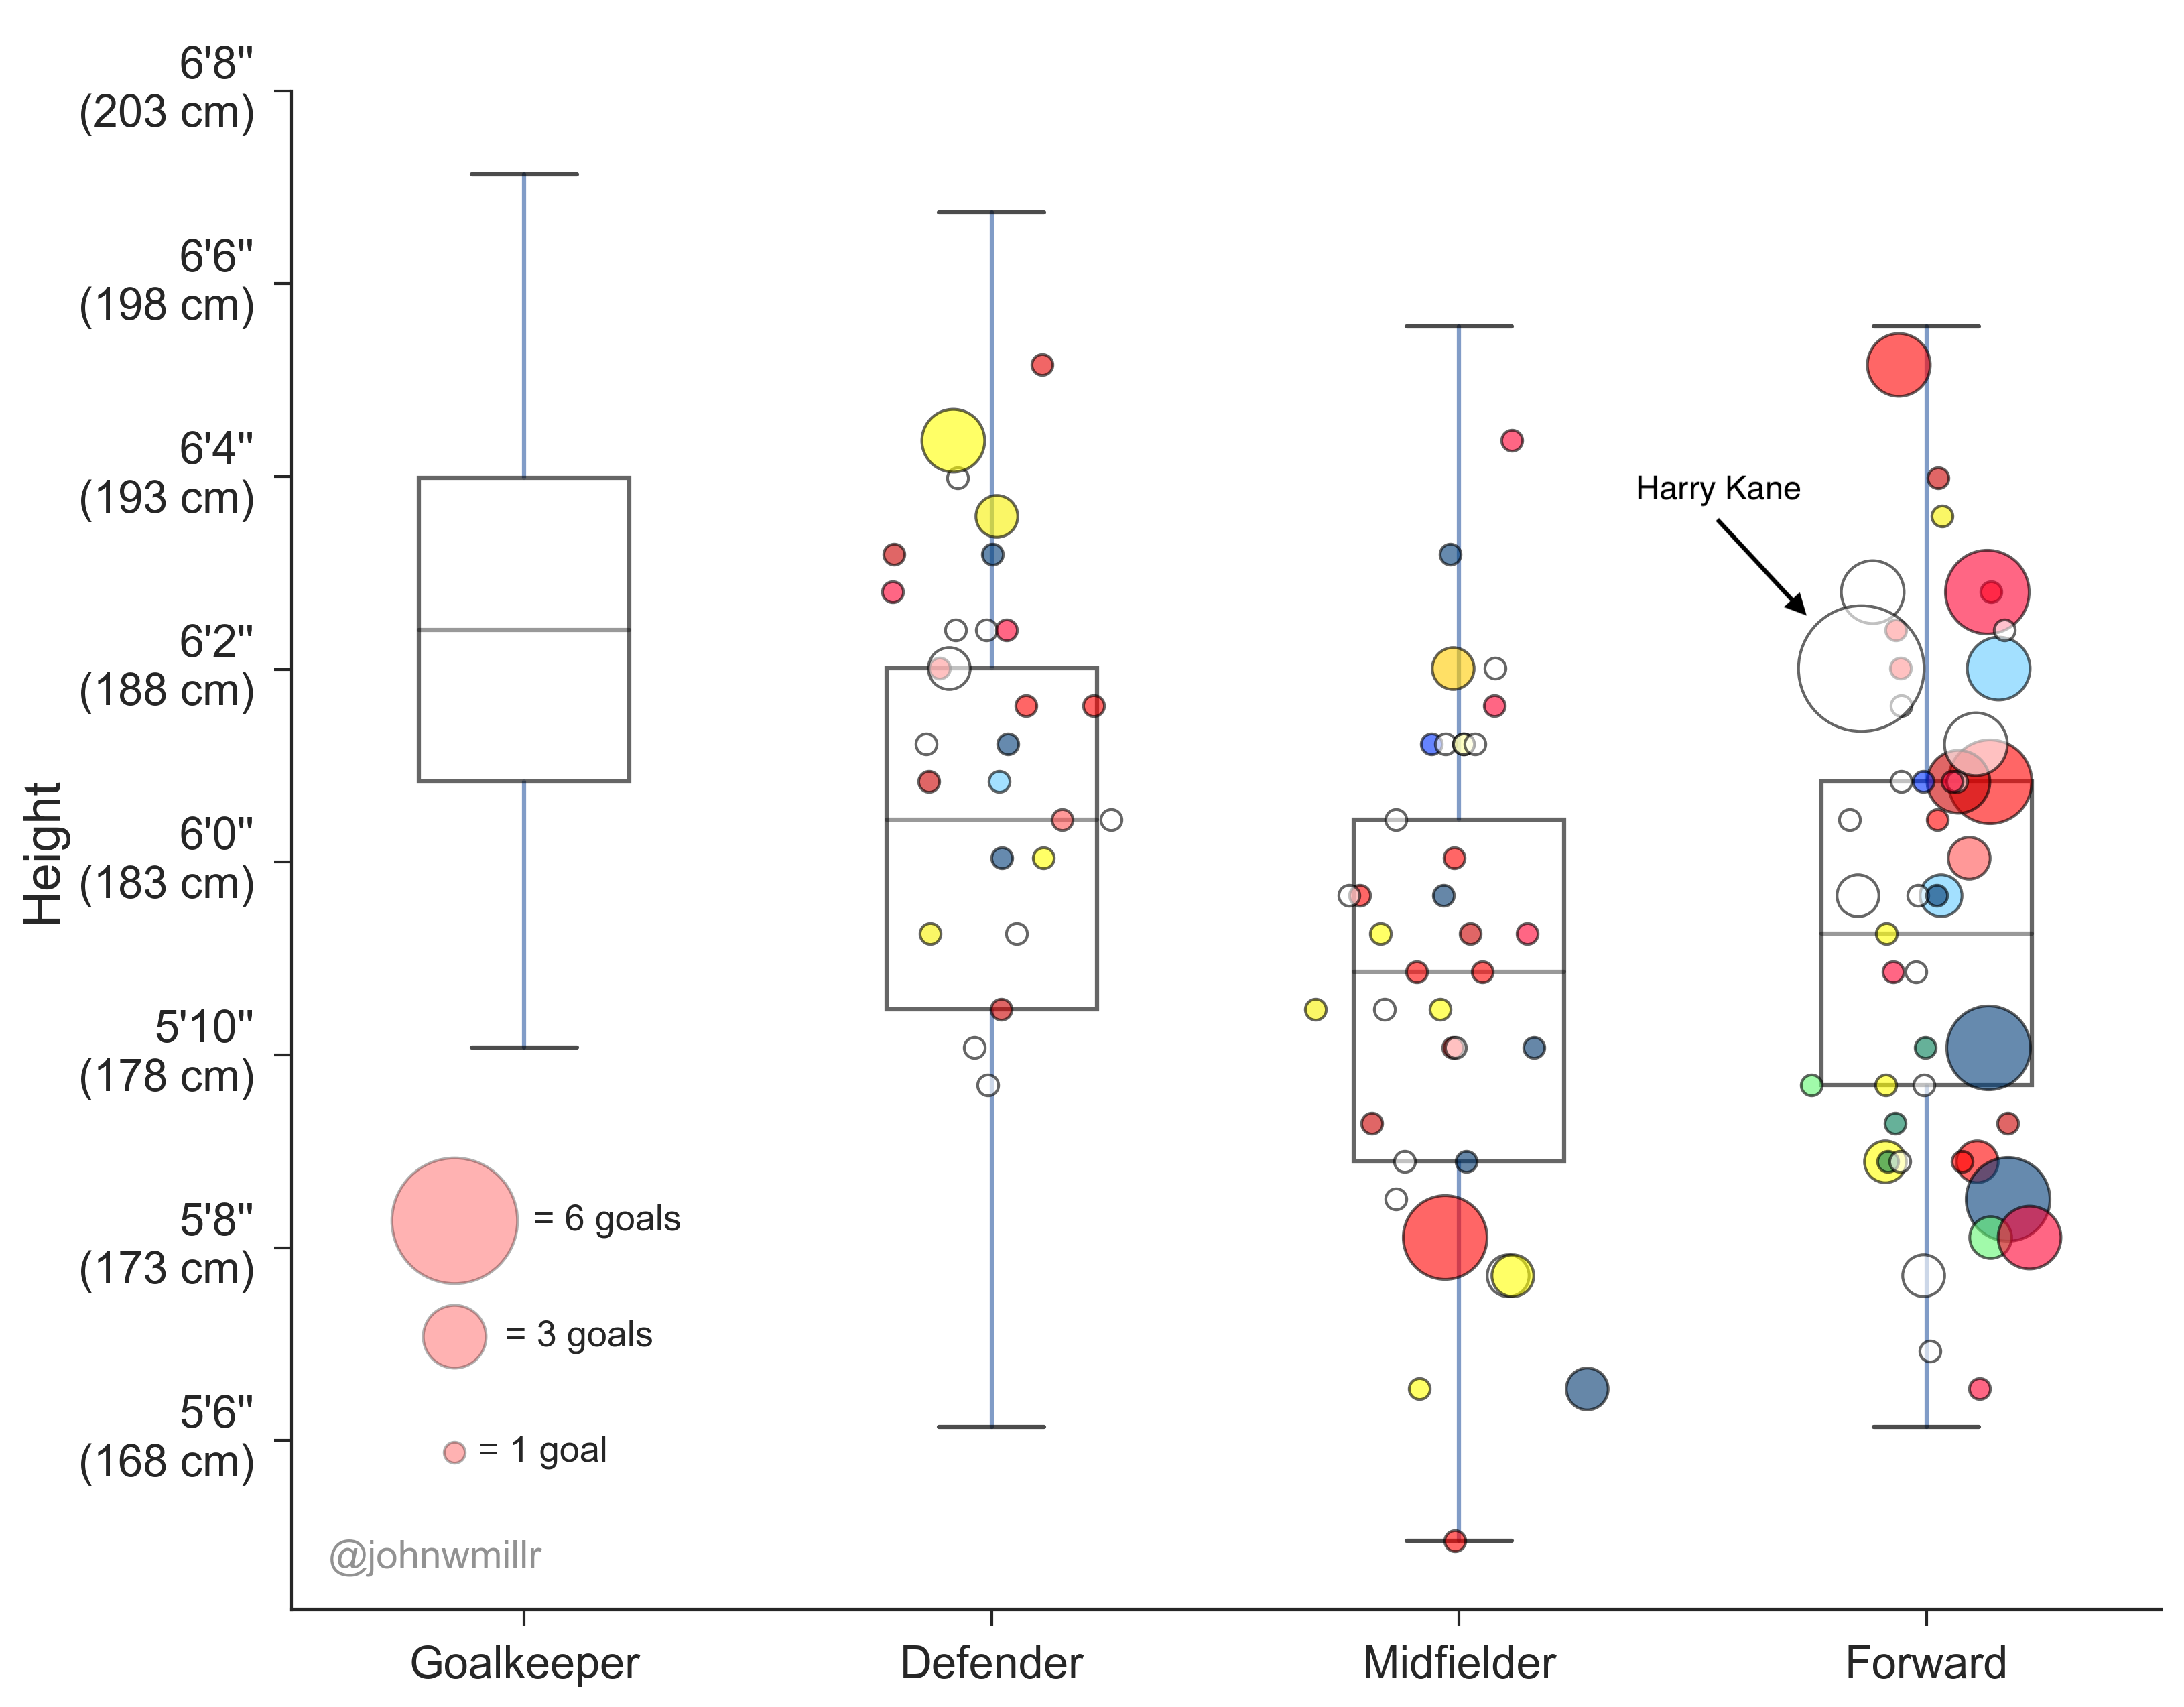 6'8"
(203 cm)
6'6"
(198 cm)
6'4"
(193 cm)
6'2"
(188 cm)
6'0"
(183 cm)
5'10"
(178 cm)
5'8"
(173 cm)
5'6"
(168 cm)
Height
Harry Kane
= 6 goals
= 3 goals
= 1 goal
@johnwmillr
Goalkeeper
Defender
Midfielder
Forward